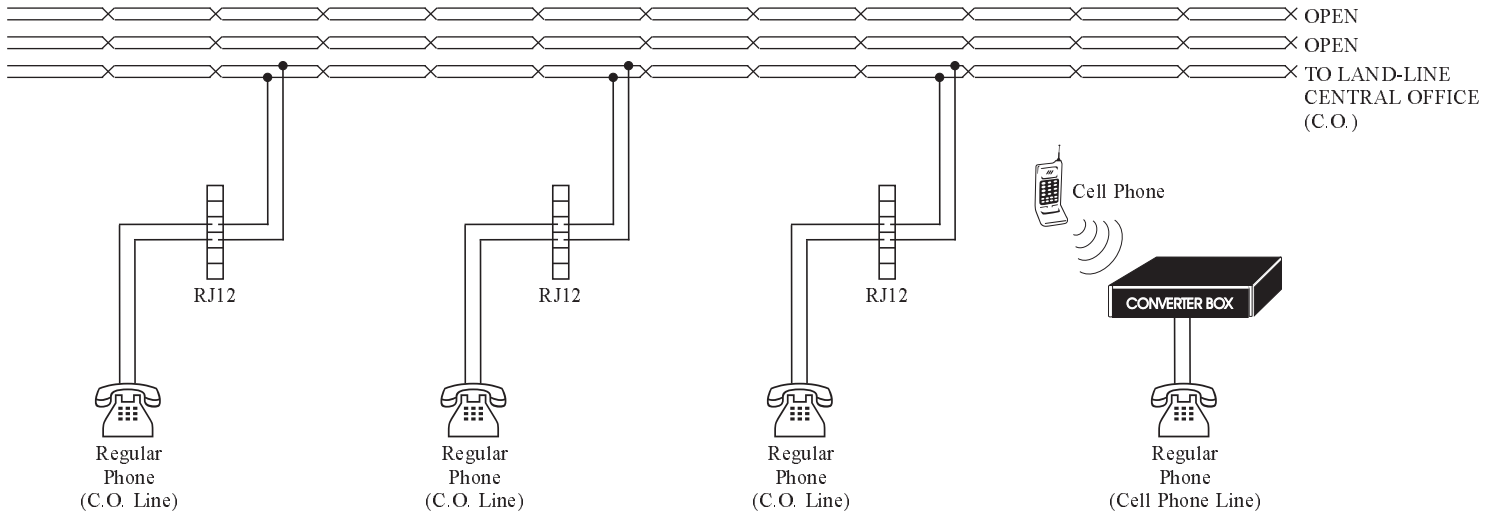 OPEN
OPEN
TO LAND-LINE
CENTRAL OFFICE
(C.O.)
Cell Phone
RJ12
RJ12
RJ12
CONVERTER BOX
Regular
Phone
(C.O. Line)
Regular
Phone
(C.O. Line)
Regular
Phone
(C.O. Line)
Regular
Phone
(Cell Phone Line)